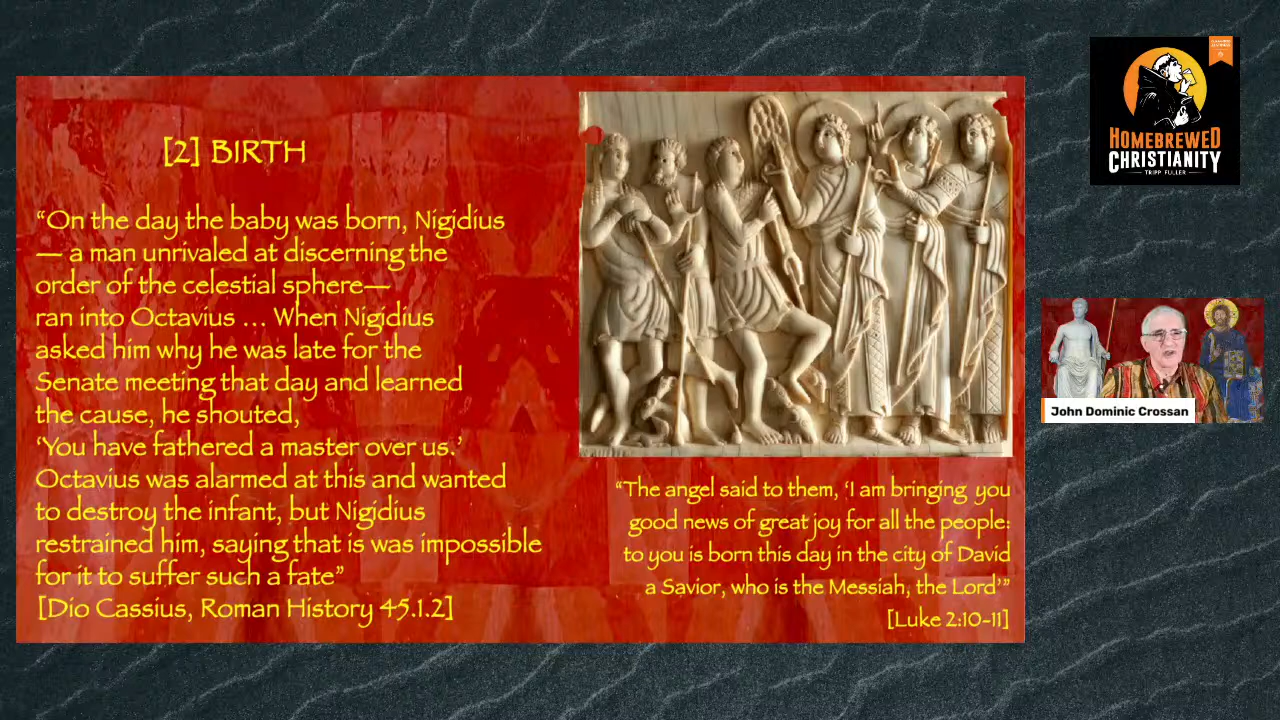 [2] BIRTH
“On the day the baby was born, Nigidius
— a man unrivaled at discerning the
order of the celestial sphere—
ran into Octavius … When Nigidius
asked him why he was late for the
Senate meeting that day and learned
the cause, he shouted,
‘You have fathered a master over us.’
Octavius was alarmed at this and wanted
to destroy the infant, but Nigidius
restrained him, saying that is was impossible
for it to suffer such a fate”
[Dio Cassius, Roman History 45.1.2]
“The angel said to them, ‘I am bringing you
good news of great joy for all the people:
to you is born this day in the city of David
a Savior, who is the Messiah, the Lord’”
[Luke 2:10-11]
HOMEBREWED
CHRISTIANITY
TRIPP FULLER
John Dominic Crossan